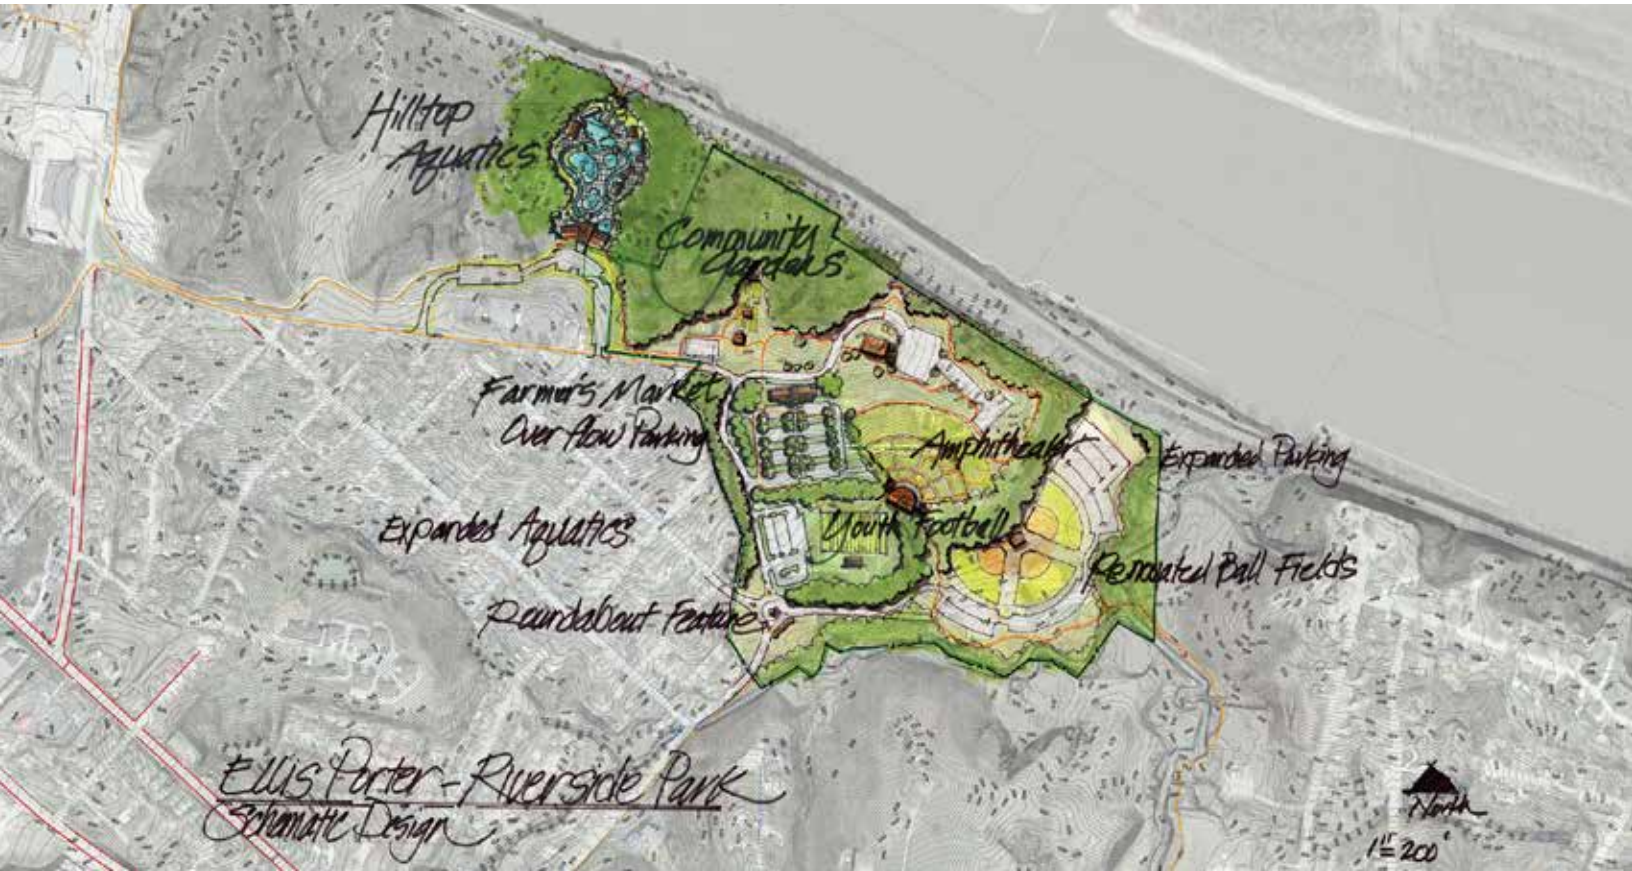 Hilltop
Aquatics
Community
Gardens
Farmer's Market
Over flow Parking
Amphitheater
Expanded Parking
Expanded Aquatics
Youth Football
Renovated Ball Fields
Roundabout Feature
Ellis Porter - Riverside Park
Schematic Design
North
1" = 200'